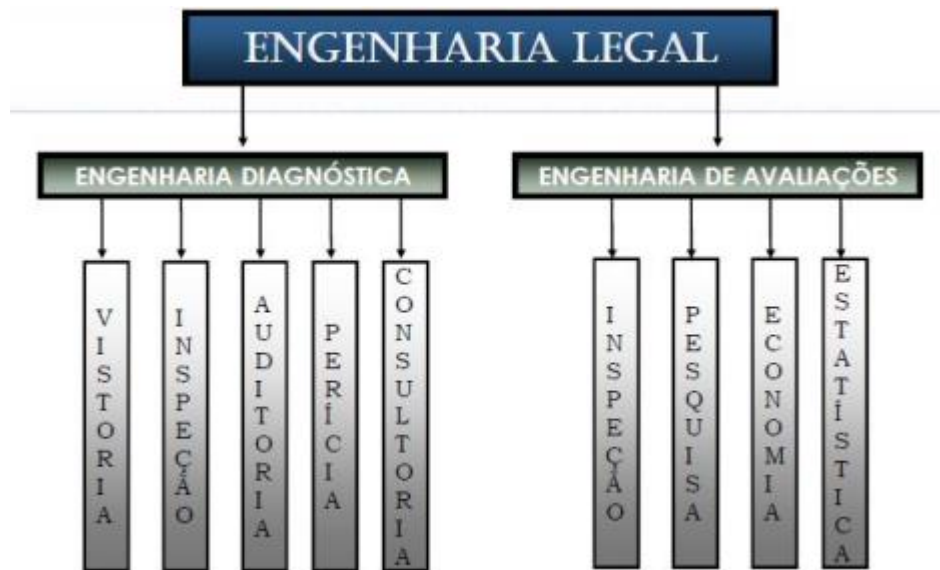 ENGENHARIA LEGAL
ENGENHARIA DIAGNÓSTICA
ENGENHARIA DE AVALIAÇÕES
VISTORIA
INSPEÇÃO
AUDITORIA
PERÍCIA
CONSULTORIA
INSPEÇÃO
PESQUISA
ECONOMIA
ESTATÍSTICA